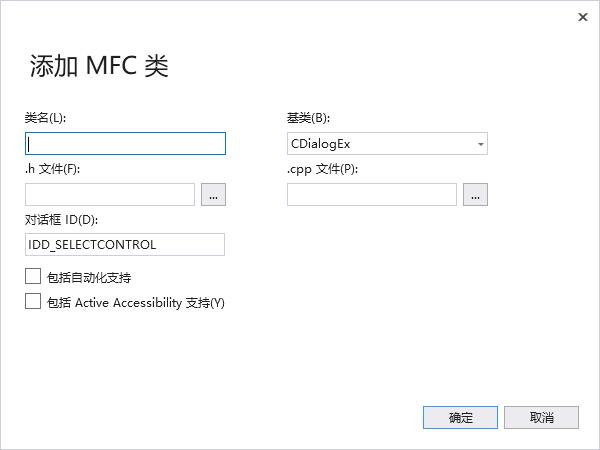 添加 MFC 类
类名(L):
基类(B):
CDialogEx
.h 文件(F):
...
.cpp 文件(P):
...
对话框 ID(D):
IDD_SELECTCONTROL
包括自动化支持
包括 Active Accessibility 支持(Y)
确定
取消